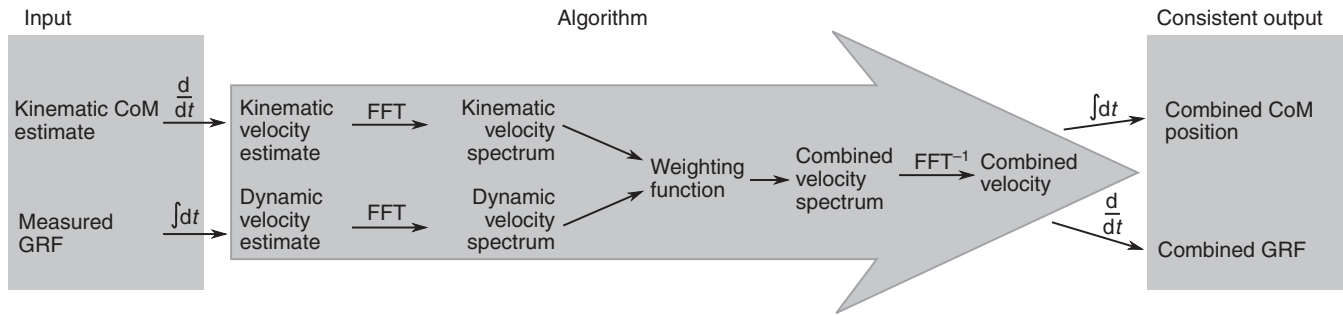 Input
Algorithm
Consistent output
Kinematic CoM
estimate
d
dt
Kinematic
velocity
estimate
FFT
Kinematic
velocity
spectrum
Measured
GRF
∫dt
Dynamic
velocity
estimate
FFT
Dynamic
velocity
spectrum
Weighting
function
Combined
velocity
spectrum
FFT⁻¹
Combined
velocity
∫dt
Combined CoM
position
d
dt
Combined GRF